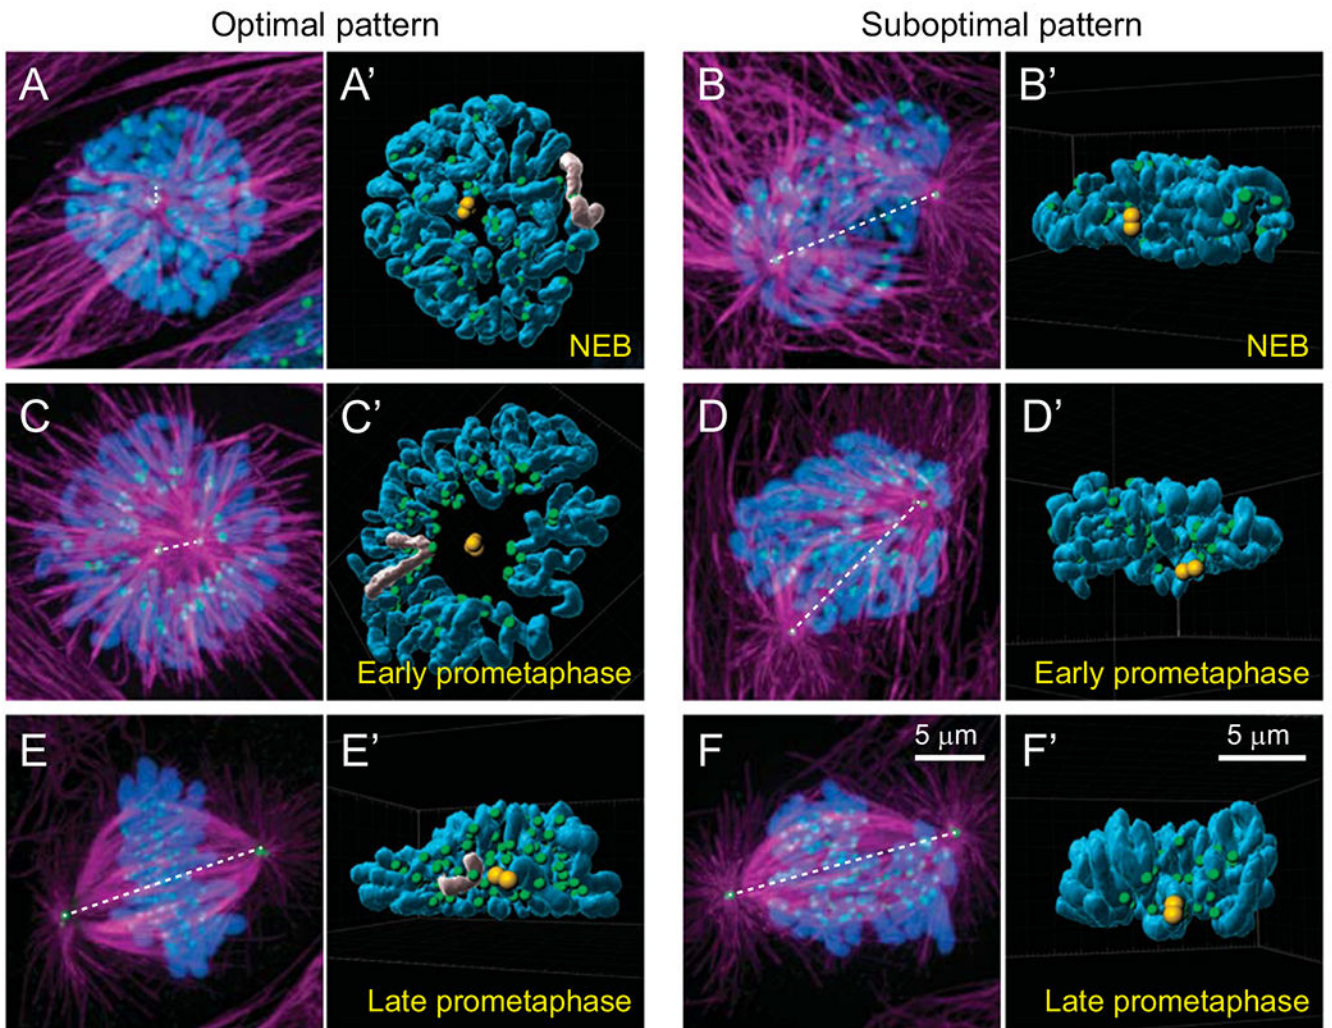 Optimal pattern
Suboptimal pattern
A
A’
NEB
B
B’
NEB
C
C’
Early prometaphase
D
D’
Early prometaphase
E
E’
Late prometaphase
F
5 μm
F’
5 μm
Late prometaphase